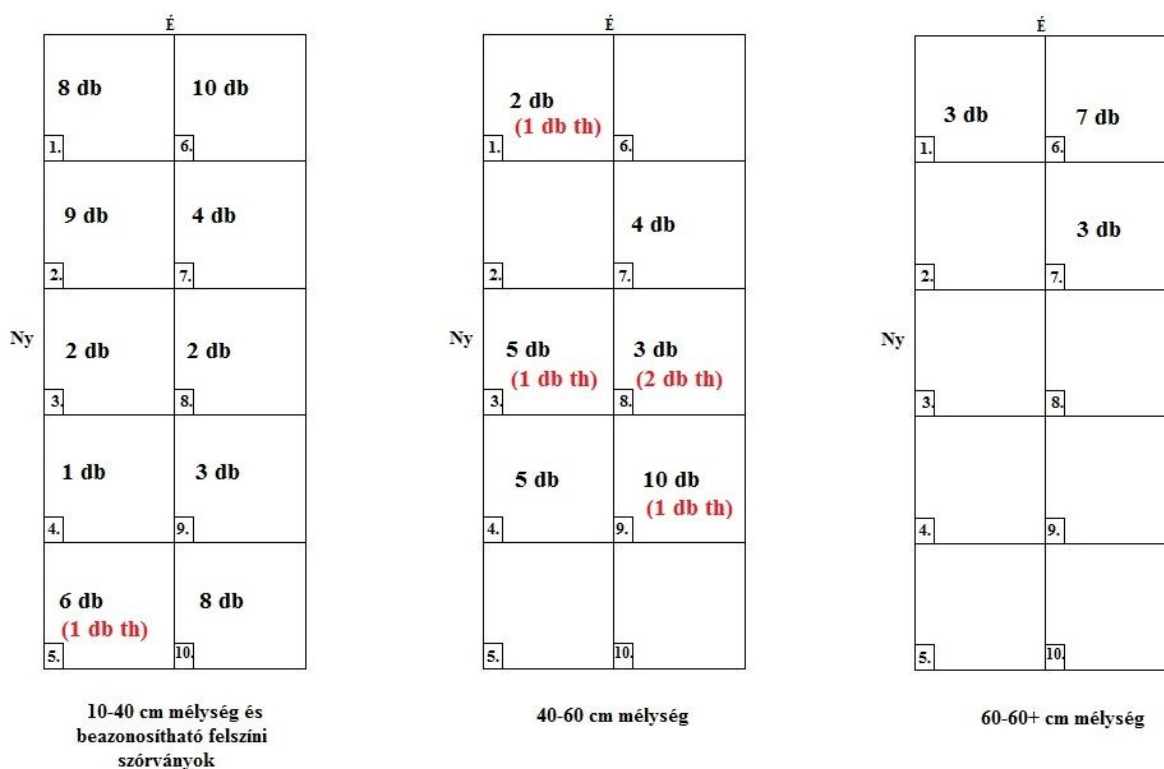 É
8 db
10 db
1.
6.
9 db
4 db
2.
7.
Ny
2 db
2 db
3.
8.
1 db
3 db
4.
9.
6 db
(1 db th)
8 db
5.
10.
10-40 cm mélység és
beazonosítható felszíni
szórványok
É
2 db
(1 db th)
1.
6.
4 db
2.
7.
Ny
5 db
(1 db th)
3 db
(2 db th)
3.
8.
5 db
10 db
(1 db th)
4.
9.
5.
10.
40-60 cm mélység
É
3 db
7 db
1.
6.
3 db
2.
7.
Ny
3.
8.
4.
9.
5.
10.
60-60+ cm mélység